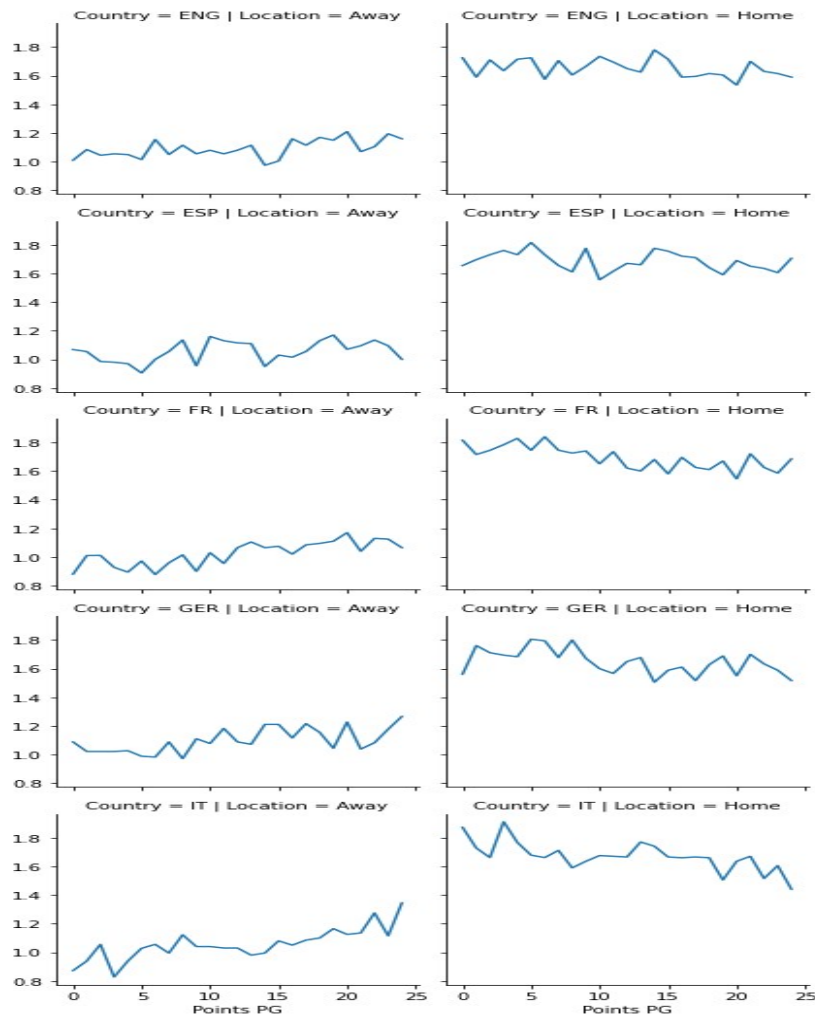 Country = ENG | Location = Away
Country = ENG | Location = Home
1.8
1.6
1.4
1.2
1.0
0.8
Country = ESP | Location = Away
Country = ESP | Location = Home
1.8
1.6
1.4
1.2
1.0
0.8
Country = FR | Location = Away
Country = FR | Location = Home
1.8
1.6
1.4
1.2
1.0
0.8
Country = GER | Location = Away
Country = GER | Location = Home
1.8
1.6
1.4
1.2
1.0
0.8
Country = IT | Location = Away
Country = IT | Location = Home
1.8
1.6
1.4
1.2
1.0
0.8
0 5 10 15 20 25
0 5 10 15 20 25
Points PG
Points PG